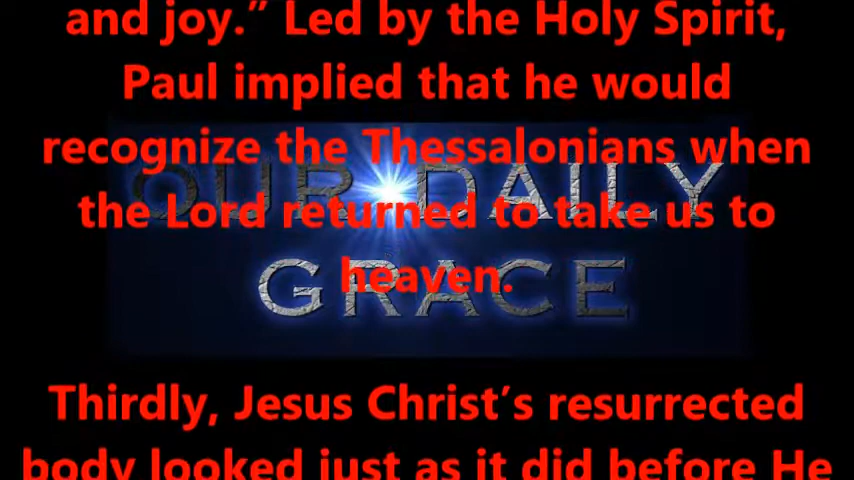 and joy.” Led by the Holy Spirit,
Paul implied that he would
recognize the Thessalonians when
OUR DAILY
the Lord returned to take us to
heaven.
GRACE
Thirdly, Jesus Christ’s resurrected
body looked just as it did before He